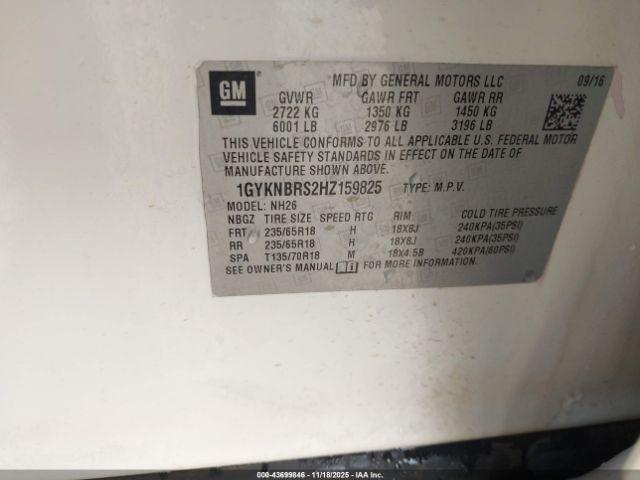 GM
MFD BY GENERAL MOTORS LLC 09/16
GVWR GAWR FRT GAWR RR
2722 KG 1350 KG 1450 KG
6001 LB 2976 LB 3196 LB
THIS VEHICLE CONFORMS TO ALL APPLICABLE U.S. FEDERAL MOTOR
VEHICLE SAFETY STANDARDS IN EFFECT ON THE DATE OF
MANUFACTURE SHOWN ABOVE.
1GYKNBRS2HZ159825 TYPE: M.P.V.
MODEL: NH26
NBGZ TIRE SIZE SPEED RTG RIM COLD TIRE PRESSURE
FRT 235/65R18 H 18X8J 240KPA(35PSI)
RR 235/65R18 H 18X8J 240KPA(35PSI)
SPA T135/70R18 M 18X4.5B 420KPA(60PSI)
SEE OWNER'S MANUAL FOR MORE INFORMATION.
000-43699846 - 11/18/2025 - Copyright © 2025 IAA, Inc.